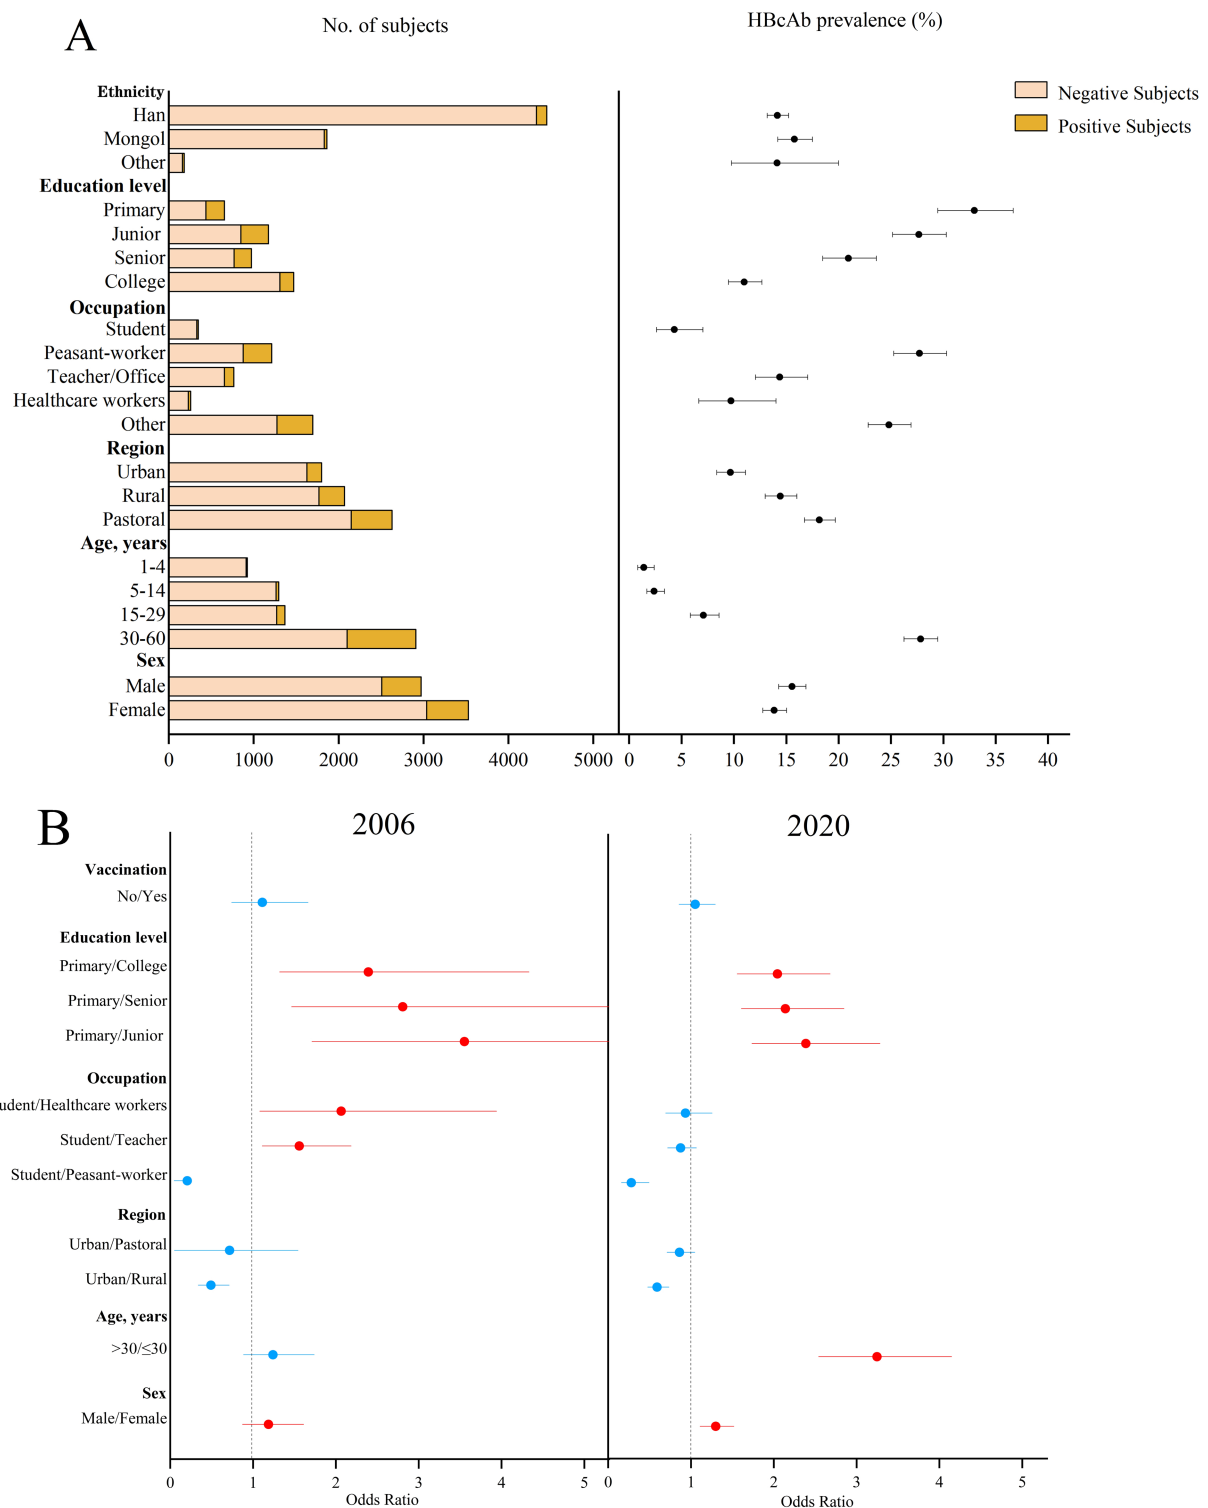 A
No. of subjects
HBcAb prevalence (%)
Negative Subjects
Positive Subjects
Ethnicity
Han
Mongol
Other
Education level
Primary
Junior
Senior
College
Occupation
Student
Peasant-worker
Teacher/Office
Healthcare workers
Other
Region
Urban
Rural
Pastoral
Age, years
1-4
5-14
15-29
30-60
Sex
Male
Female
0 1000 2000 3000 4000 5000 0 5 10 15 20 25 30 35 40
B
2006
2020
Vaccination
No/Yes
Education level
Primary/College
Primary/Senior
Primary/Junior
Occupation
udent/Healthcare workers
Student/Teacher
Student/Peasant-worker
Region
Urban/Pastoral
Urban/Rural
Age, years
>30/≤30
Sex
Male/Female
0 1 2 3 4 5 0 1 2 3 4 5
Odds Ratio Odds Ratio